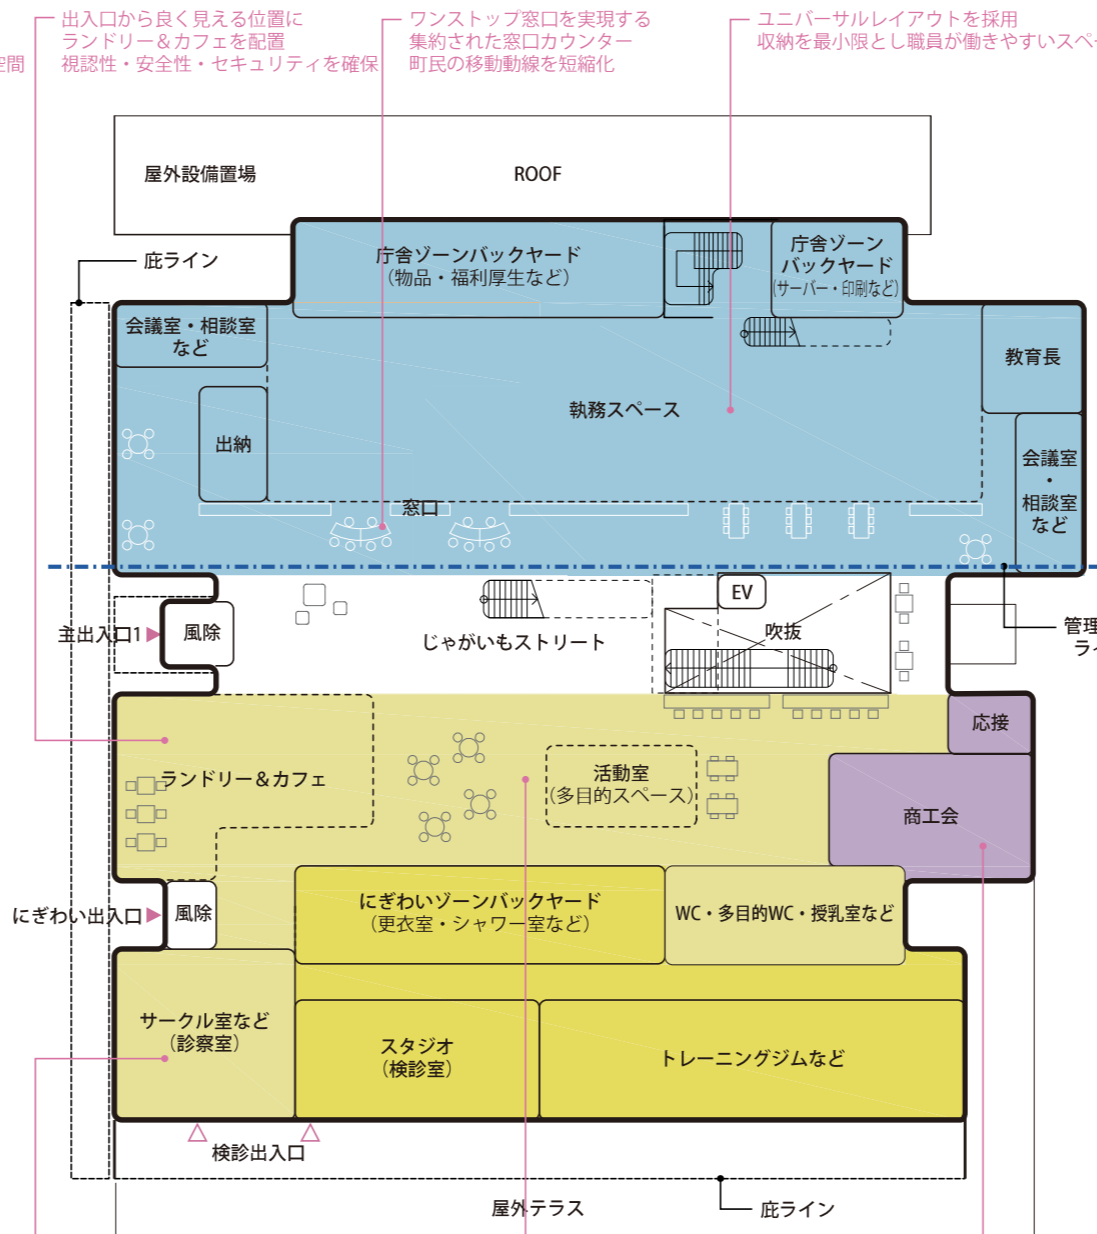 出入口から良く見える位置に
ランドリー＆カフェを配置
視認性・安全性・セキュリティを確保
空間
ワンストップ窓口を実現する
集約された窓口カウンター
町民の移動動線を短縮化
ユニバーサルレイアウトを採用
収納を最小限とし職員が働きやすいスペー
屋外設備置場
ROOF
庇ライン
庁舎ゾーンバックヤード
（物品・福利厚生など）
庁舎ゾーン
バックヤード
（サーバー・印刷など）
会議室・相談室
など
教育長
執務スペース
出納
会議室
・
相談室
など
窓口
EV
主出入口1
風除
じゃがいもストリート
吹抜
管理
ライ
応接
ランドリー＆カフェ
活動室
（多目的スペース）
商工会
にぎわい出入口
風除
にぎわいゾーンバックヤード
（更衣室・シャワー室など）
WC・多目的WC・授乳室など
サークル室など
（診察室）
スタジオ
（検診室）
トレーニングジムなど
検診出入口
屋外テラス
庇ライン